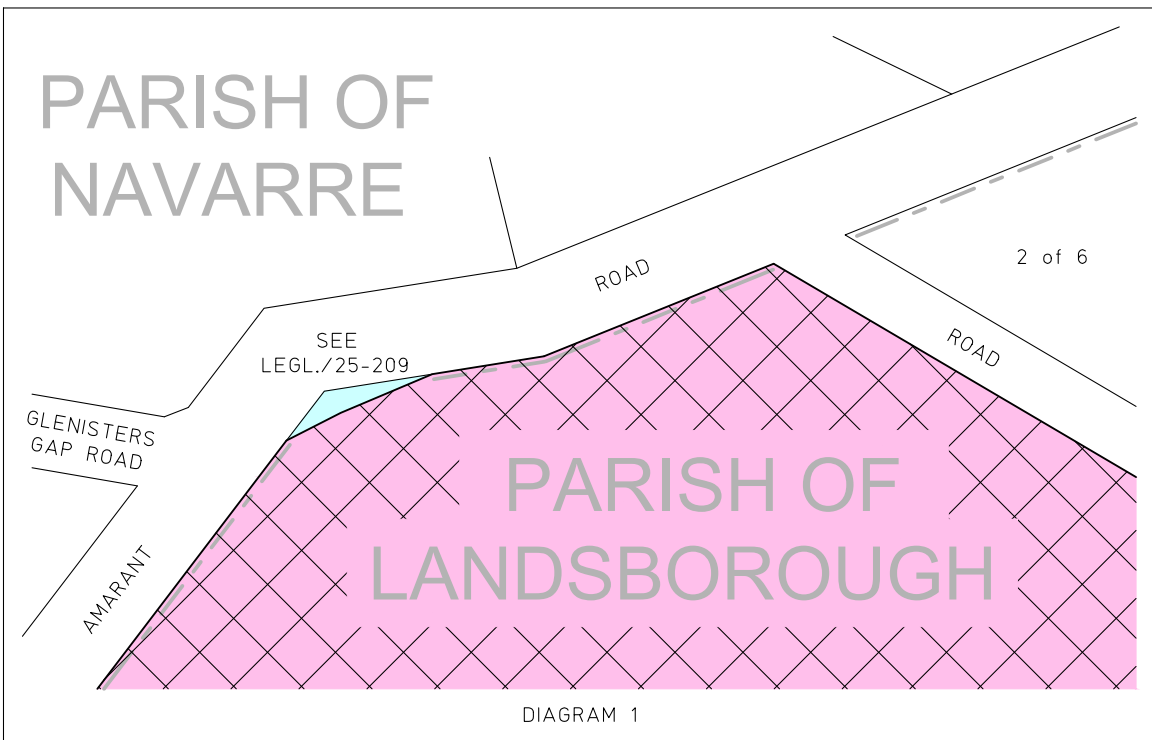 PARISH OF
NAVARRE
2 of 6
ROAD
SEE
LEGL./25-209
ROAD
GLENISTERS
GAP ROAD
PARISH OF
LANDSBOROUGH
AMARANT
DIAGRAM 1